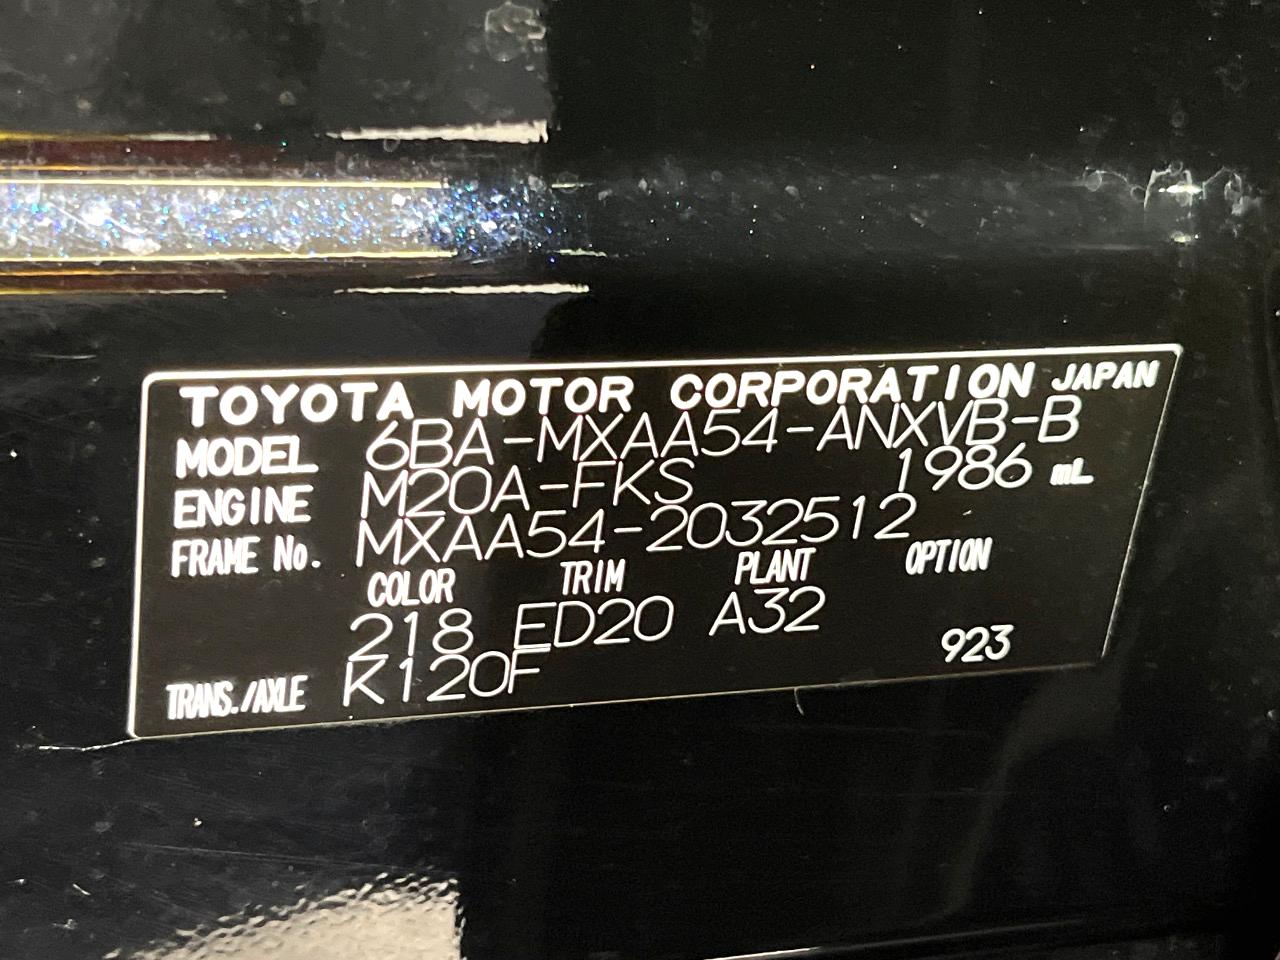 TOYOTA MOTOR CORPORATION JAPAN
MODEL 6BA-MXAA54-ANXVB-B
ENGINE M20A-FKS 1986 mL
FRAME No. MXAA54-2032512
COLOR TRIM PLANT OPTION
218 ED20 A32
923
TRANS./AXLE K120F